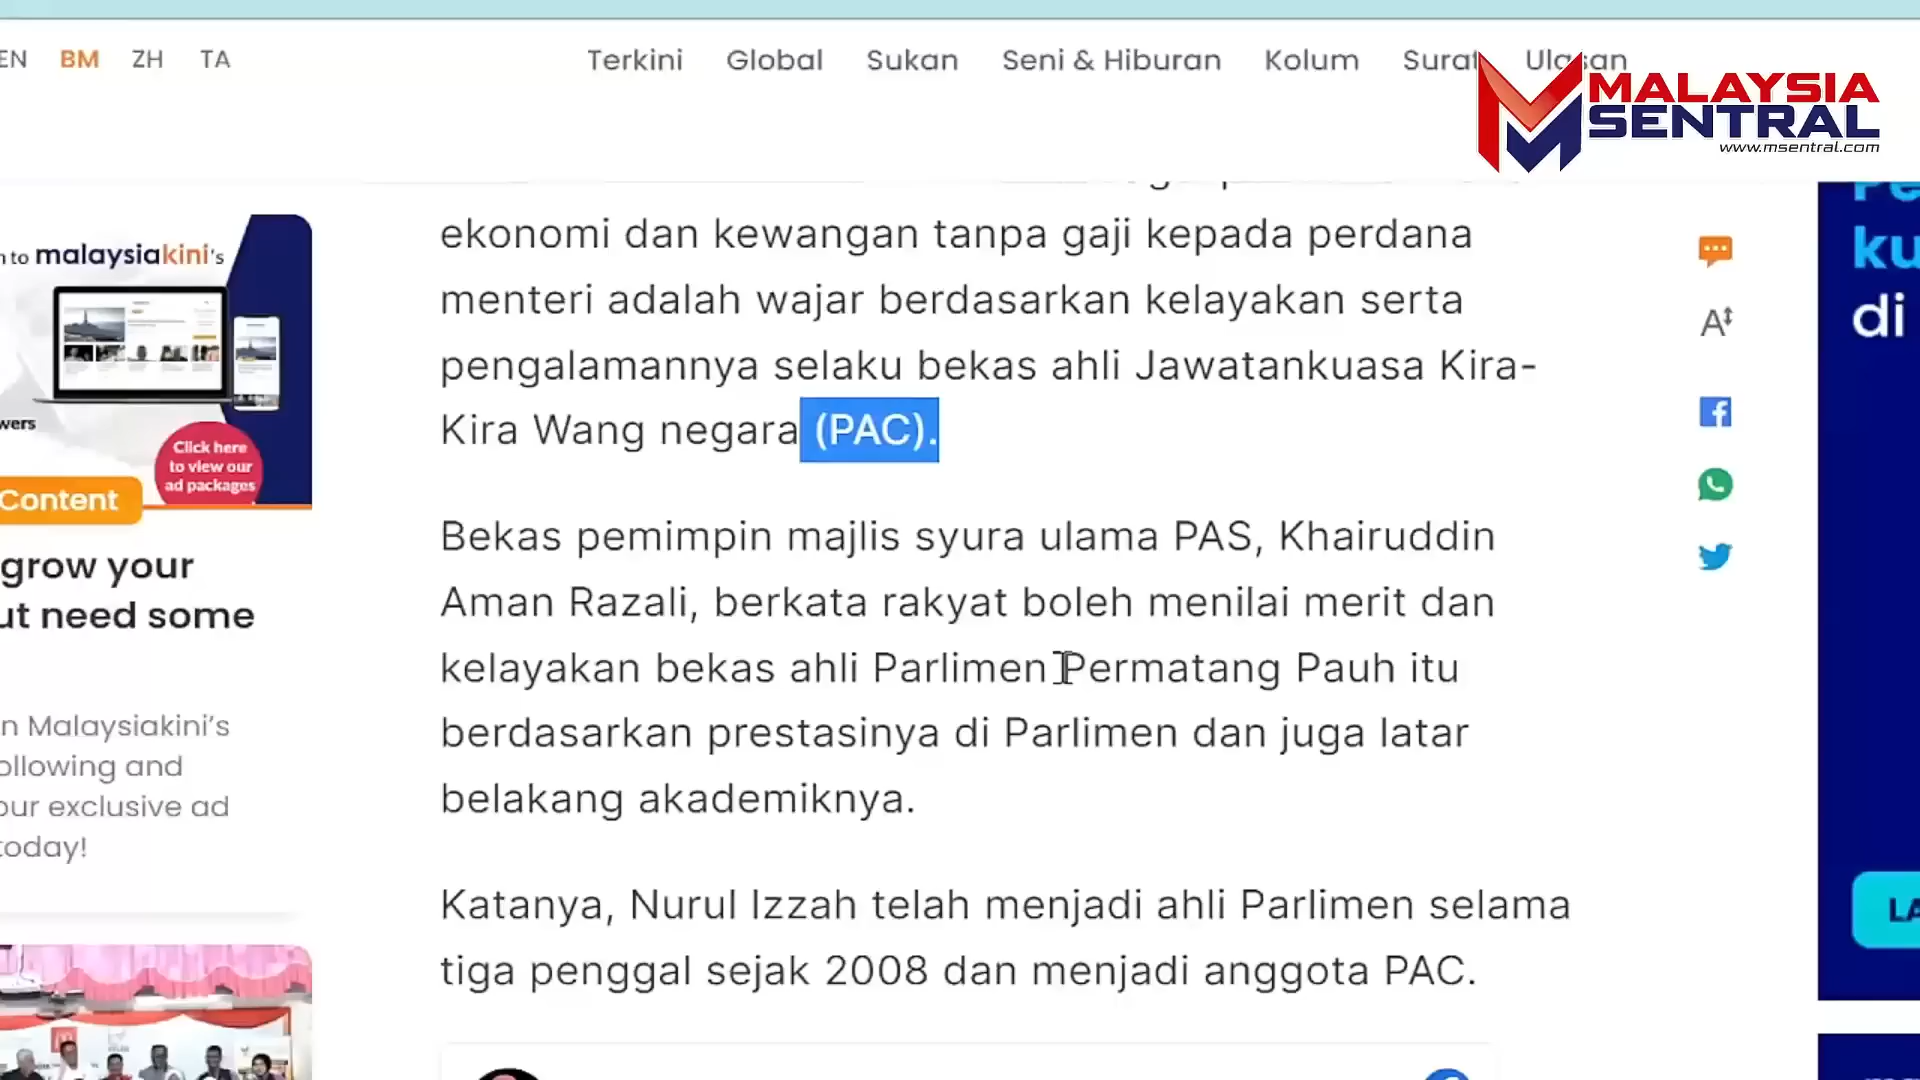 EN BM ZH TA
Terkini Global Sukan Seni & Hiburan Kolum Surat Ulasan
MALAYSIA
SENTRAL
www.msentral.com
ekonomi dan kewangan tanpa gaji kepada perdana
menteri adalah wajar berdasarkan kelayakan serta
pengalamannya selaku bekas ahli Jawatankuasa Kira-
Kira Wang negara (PAC).
Bekas pemimpin majlis syura ulama PAS, Khairuddin
Aman Razali, berkata rakyat boleh menilai merit dan
kelayakan bekas ahli Parlimen Permatang Pauh itu
berdasarkan prestasinya di Parlimen dan juga latar
belakang akademiknya.
Katanya, Nurul Izzah telah menjadi ahli Parlimen selama
tiga penggal sejak 2008 dan menjadi anggota PAC.
to malaysiakini's
Click here
to view our
ad packages
Content
grow your
need some
Malaysiakini's
and
exclusive ad
today!
A
di